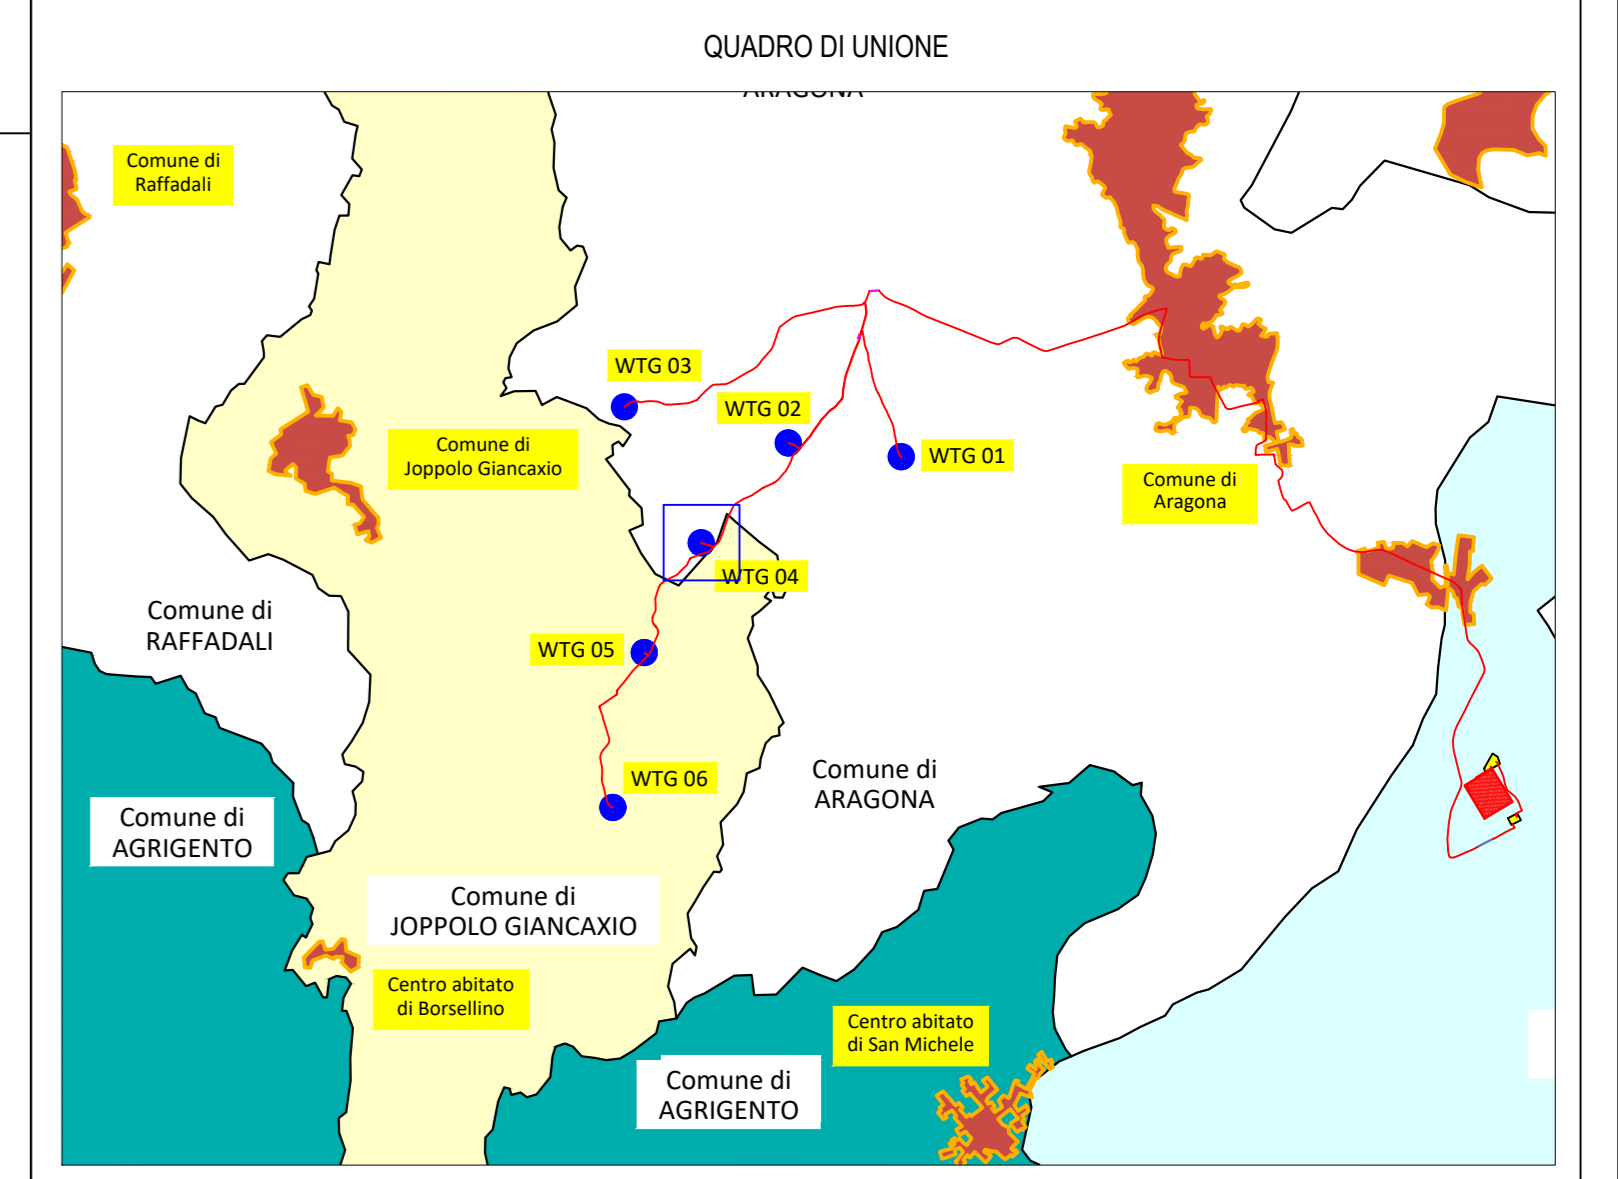 QUADRO DI UNIONE
ARAGONA
Comune di
Raffadali
WTG 03
WTG 02
WTG 01
Comune di
Joppolo Giancaxio
Comune di
Aragona
WTG 04
Comune di
RAFFADALI
WTG 05
WTG 06
Comune di
ARAGONA
Comune di
AGRIGENTO
Comune di
JOPPOLO GIANCAXIO
Centro abitato
di Borsellino
Centro abitato
di San Michele
Comune di
AGRIGENTO